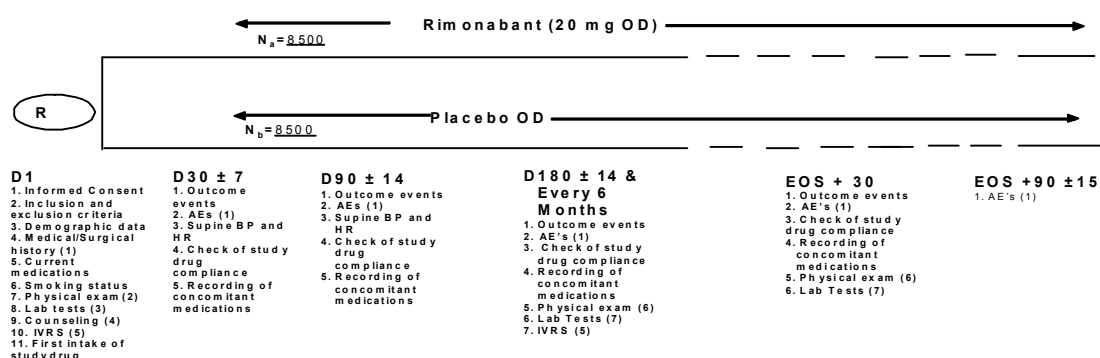 Rimonabant (20 mg OD)
Na=8500
R
Placebo OD
Nb=8500
D1
1. Informed Consent
2. Inclusion and
exclusion criteria
3. Demographic data
4. Medical/Surgical
history (1)
5. Current
medications
6. Smoking status
7. Physical exam (2)
8. Lab tests (3)
9. Counseling (4)
10. IVRS (5)
11. First intake of
study drug
D30 ± 7
1. Outcome
events
2. AEs (1)
3. Supine BP and
HR
4. Check of study
drug
compliance
5. Recording of
concomitant
medications
D90 ± 14
1. Outcome events
2. AEs (1)
3. Supine BP and
HR
4. Check of study
drug
compliance
5. Recording of
concomitant
medications
D180 ± 14 &
Every 6
Months
1. Outcome events
2. AE's (1)
3. Check of study
drug compliance
4. Recording of
concomitant
medications
5. Physical exam (6)
6. Lab Tests (7)
7. IVRS (5)
EOS + 30
1. Outcome events
2. AE's (1)
3. Check of study
drug compliance
4. Recording of
concomitant
medications
5. Physical exam (6)
6. Lab Tests (7)
EOS +90 ±15
1. AE's (1)